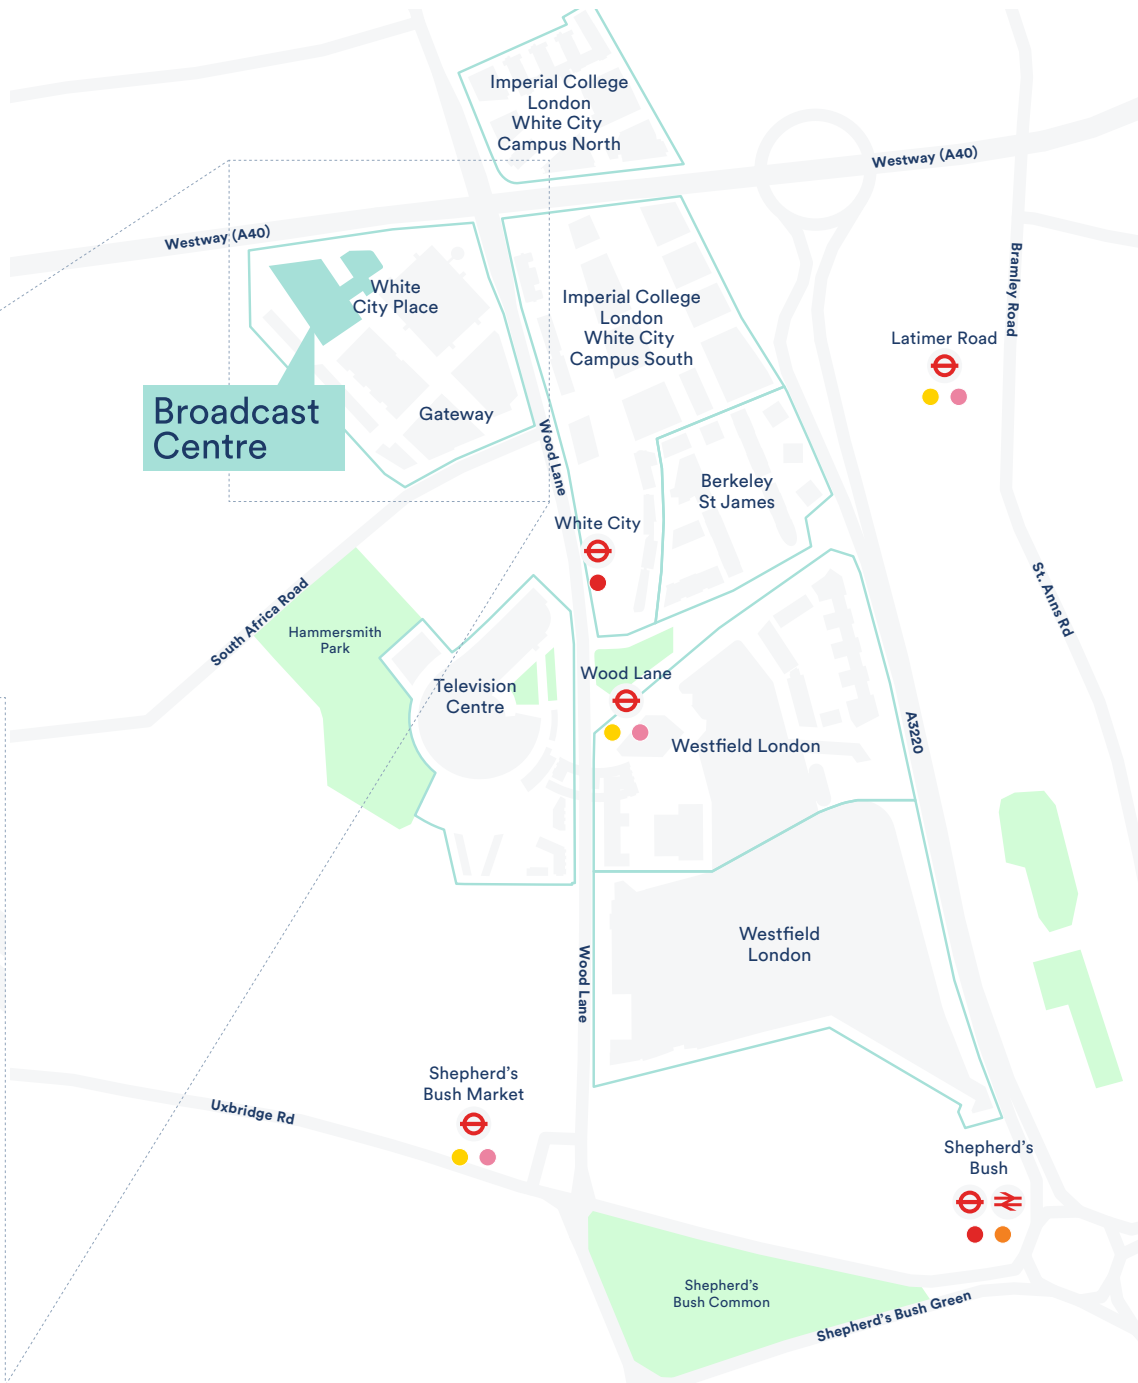 Imperial College
London
White City
Campus North
Westway (A40)
Westway (A40)
Bramley Road
White
City Place
Imperial College
London
White City
Campus South
Latimer Road
Broadcast
Centre
Gateway
Wood Lane
Berkeley
St James
White City
St. Anns Rd
South Africa Road
Hammersmith
Park
Wood Lane
Television
Centre
Westfield London
A3220
Westfield
London
Wood Lane
Shepherd's
Bush Market
Uxbridge Rd
Shepherd's
Bush
Shepherd's
Bush Common
Shepherd's Bush Green